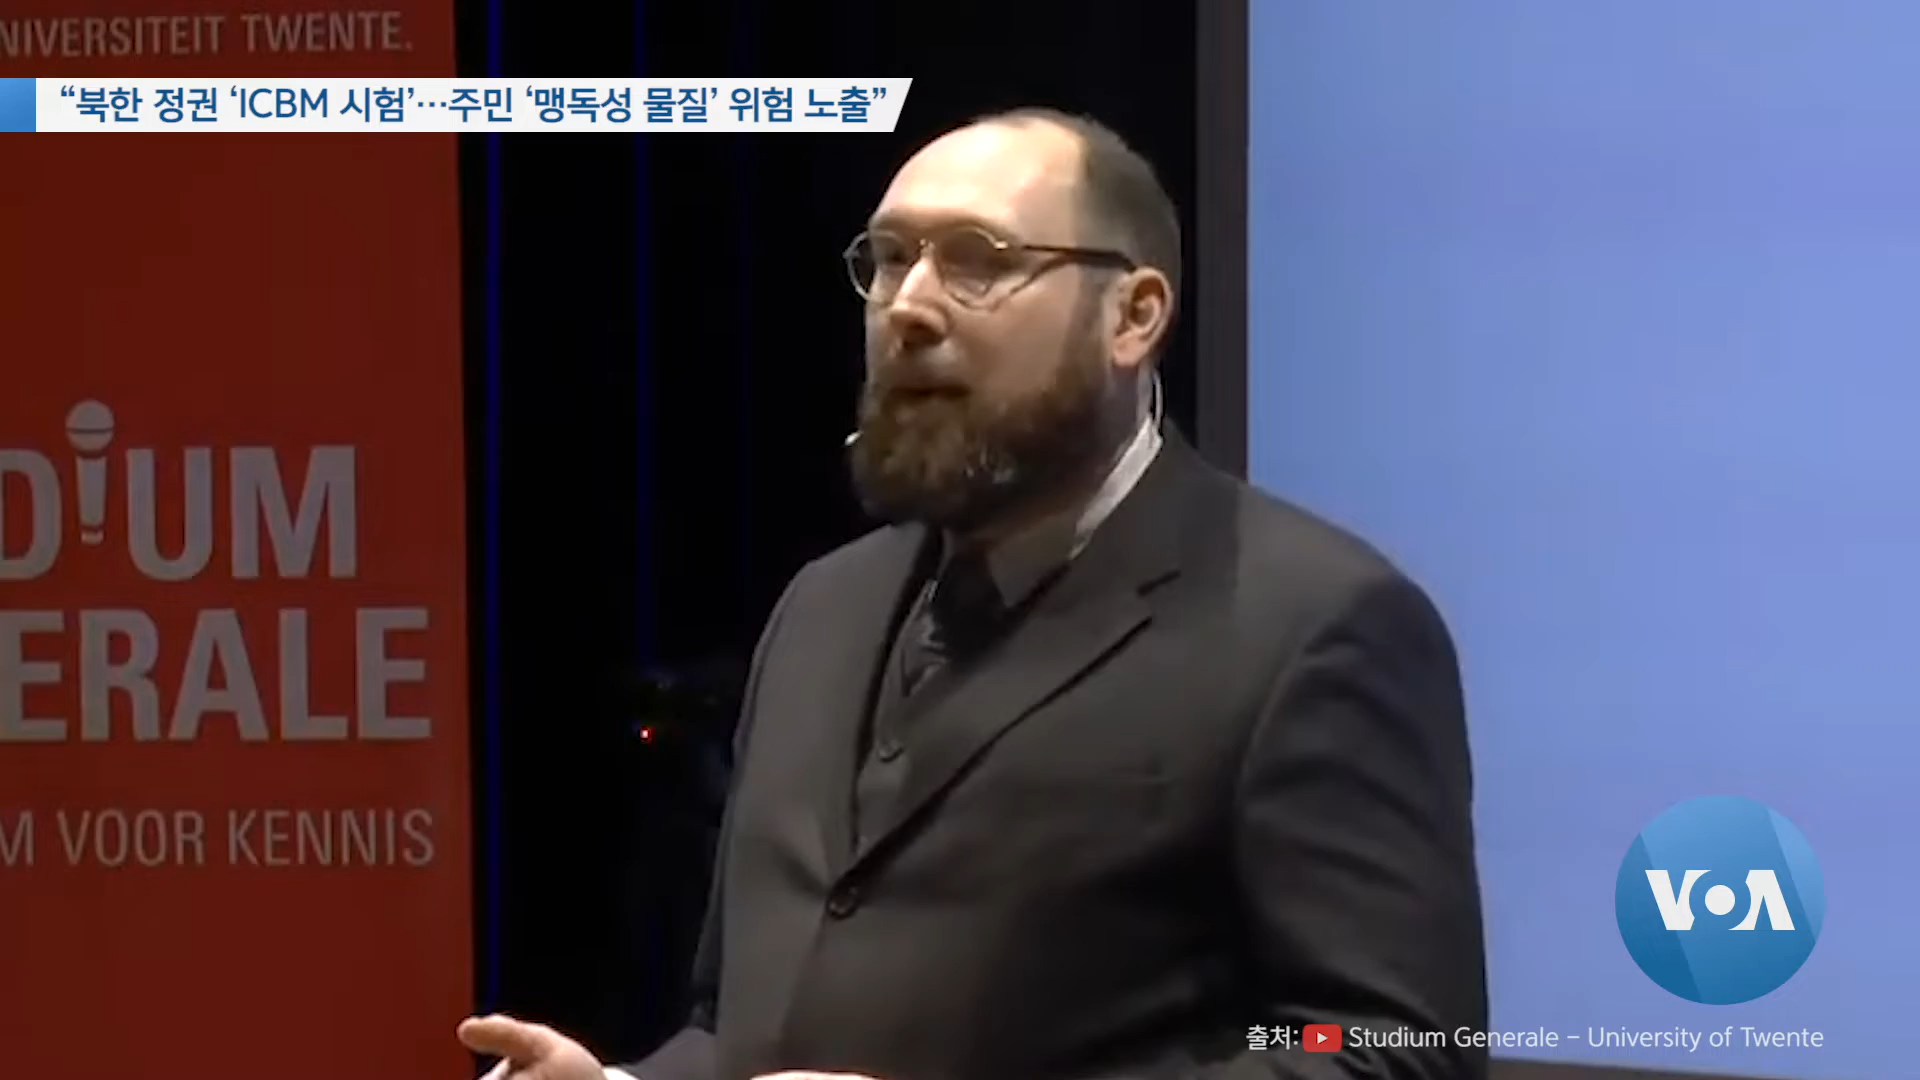 NIVERSITEIT TWENTE.
“북한 정권 ‘ICBM 시험’…주민 ‘맹독성 물질’ 위험 노출”
DIUM
ERALE
M VOOR KENNIS
VOA
출처: Studium Generale – University of Twente